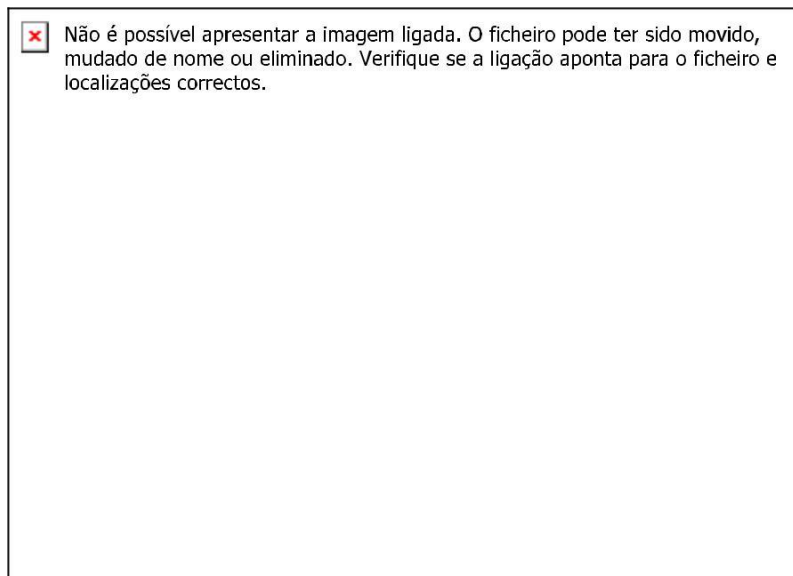 Não é possível apresentar a imagem ligada. O ficheiro pode ter sido movido,
mudado de nome ou eliminado. Verifique se a ligação aponta para o ficheiro e
localizações correctos.